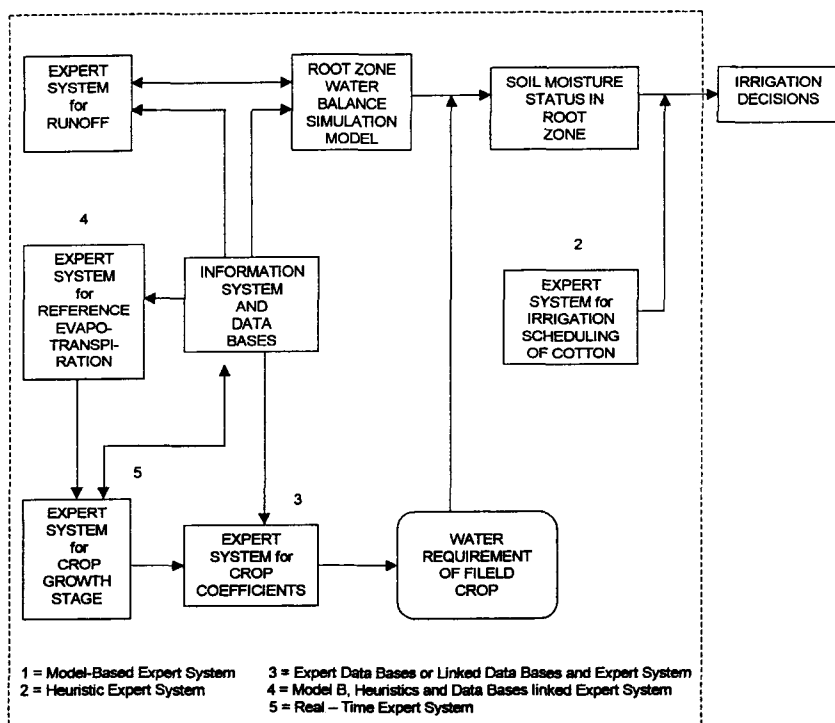 EXPERT
SYSTEM
for
RUNOFF
ROOT ZONE
WATER
BALANCE
SIMULATION
MODEL
SOIL MOISTURE
STATUS IN
ROOT
ZONE
IRRIGATION
DECISIONS
4
EXPERT
SYSTEM
for
REFERENCE
EVAPO-
TRANSPI-
RATION
INFORMATION
SYSTEM
AND
DATA
BASES
2
EXPERT
SYSTEM for
IRRIGATION
SCHEDULING
OF COTTON
5
EXPERT
SYSTEM
for
CROP
GROWTH
STAGE
3
EXPERT
SYSTEM for
CROP
COEFFICIENTS
WATER
REQUIREMENT
OF FILELD
CROP
1 = Model-Based Expert System
2 = Heuristic Expert System
3 = Expert Data Bases or Linked Data Bases and Expert System
4 = Model B, Heuristics and Data Bases linked Expert System
5 = Real – Time Expert System